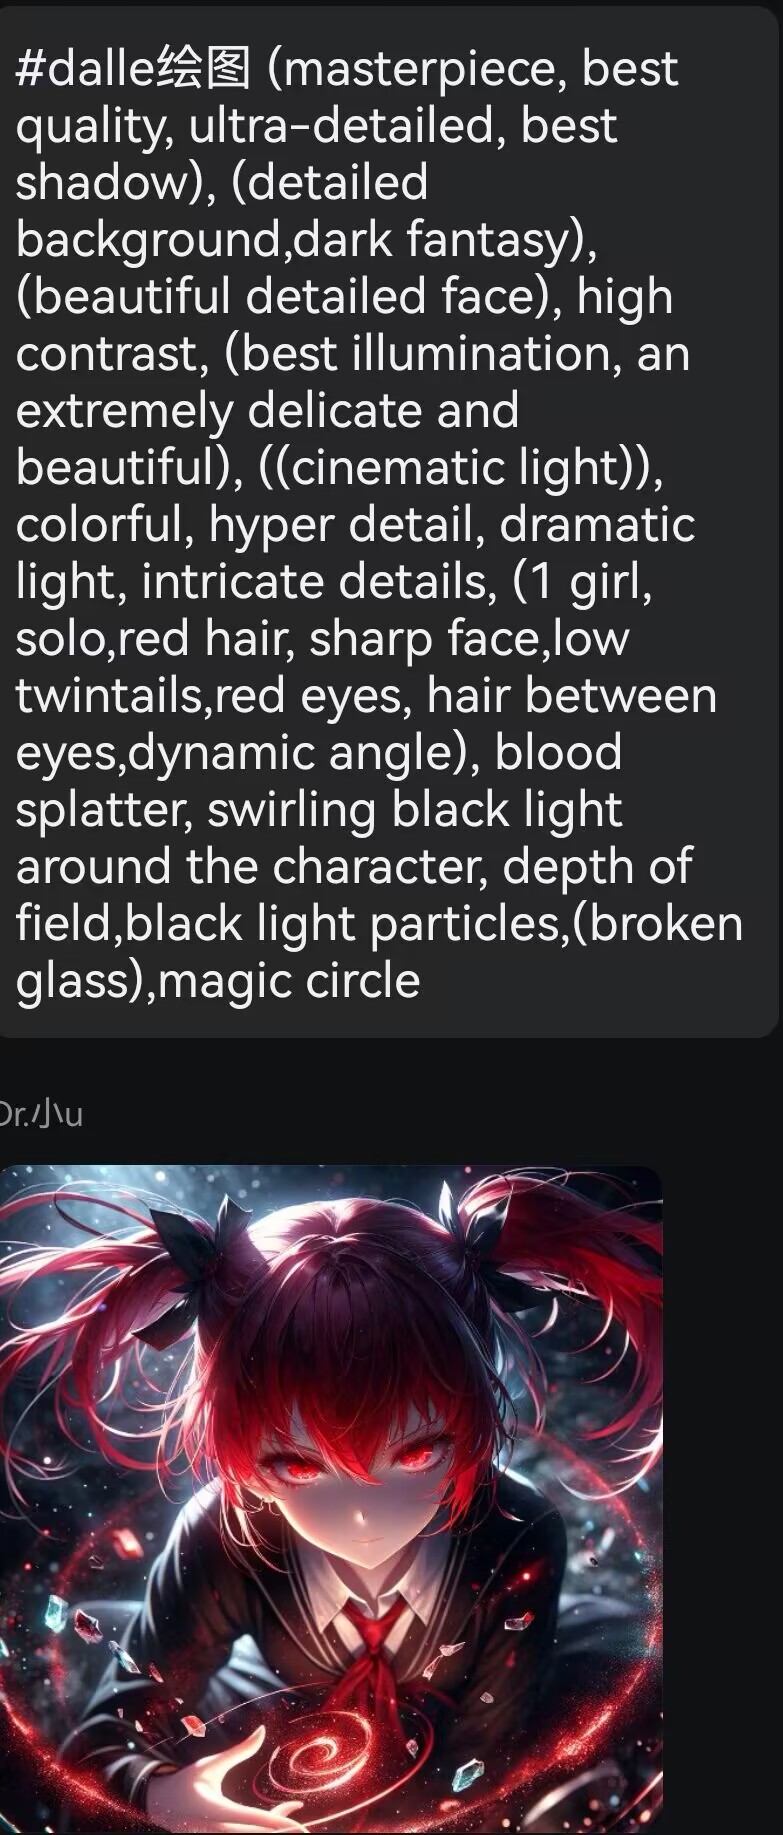 #dalle绘图 (masterpiece, best
quality, ultra-detailed, best
shadow), (detailed
background,dark fantasy),
(beautiful detailed face), high
contrast, (best illumination, an
extremely delicate and
beautiful), ((cinematic light)),
colorful, hyper detail, dramatic
light, intricate details, (1 girl,
solo,red hair, sharp face,low
twintails,red eyes, hair between
eyes,dynamic angle), blood
splatter, swirling black light
around the character, depth of
field,black light particles,(broken
glass),magic circle
Dr.小u